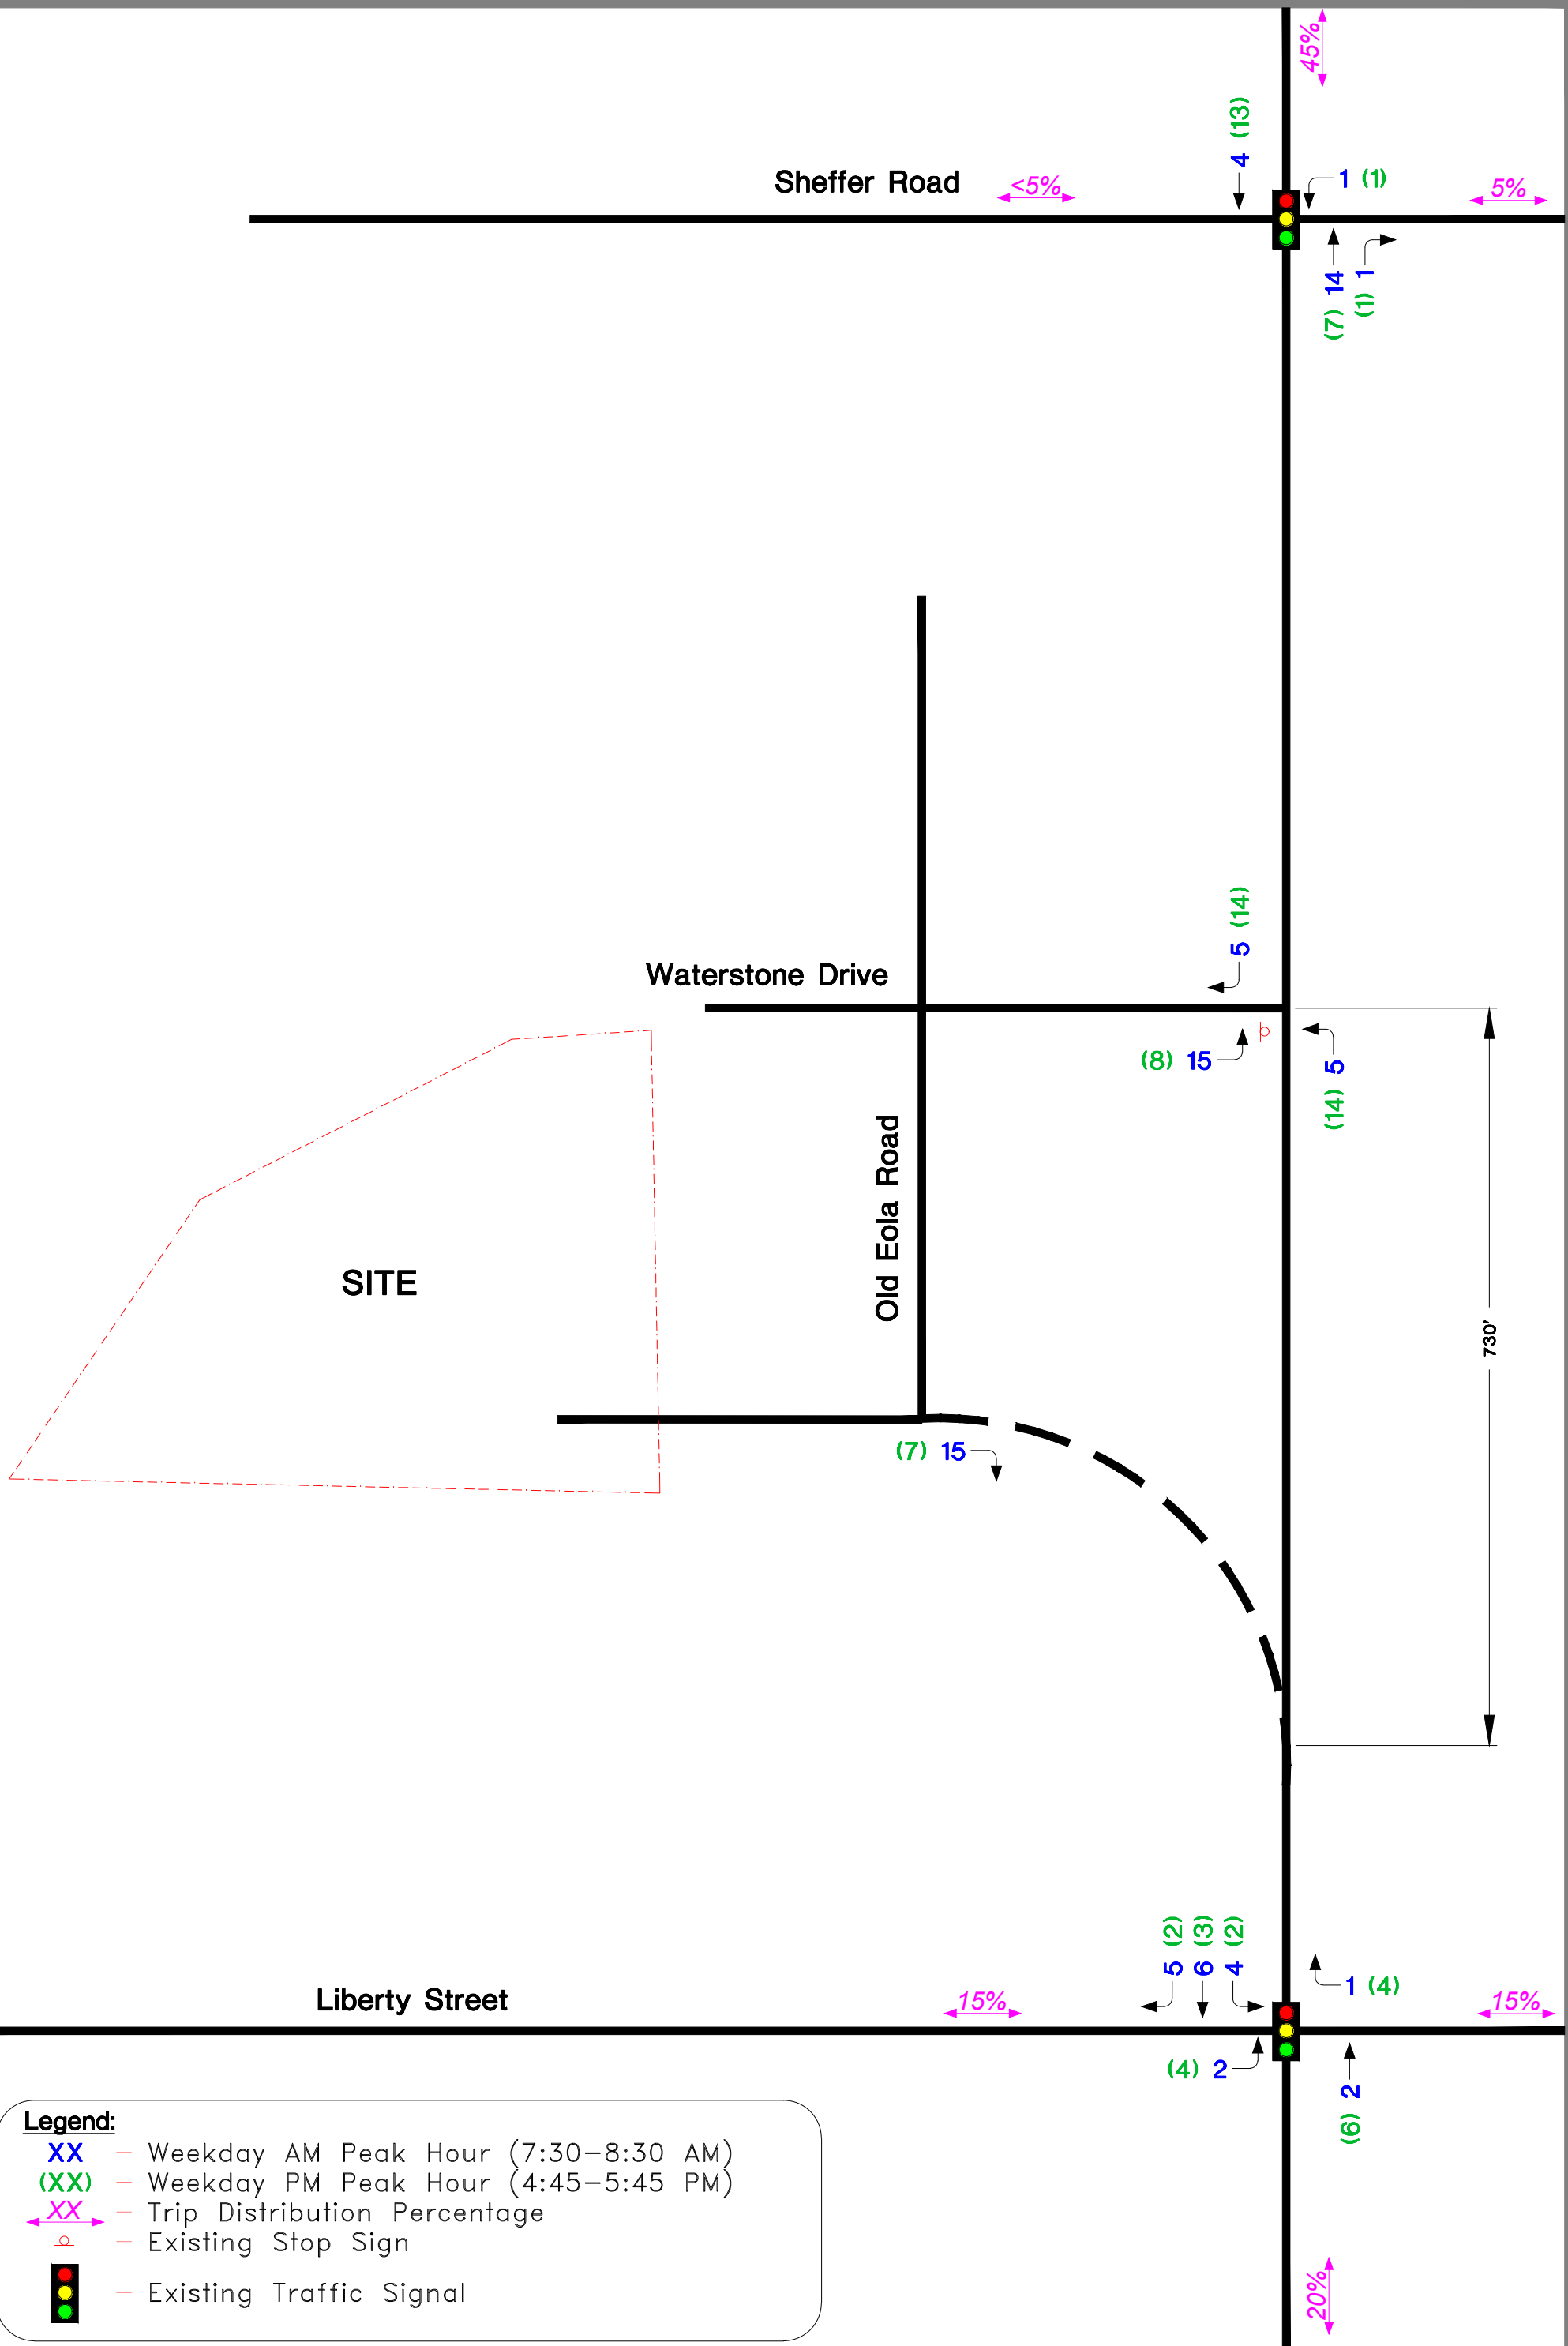 45%
4 (13)
Sheffer Road
<5%
1 (1)
5%
(7) 14
(1) 1
5 (14)
Waterstone Drive
(8) 15
(14) 5
Old Eola Road
SITE
730'
(7) 15
5 (2)
6 (3)
4 (2)
1 (4)
Liberty Street
15%
15%
(4) 2
(6) 2
Legend:
XX – Weekday AM Peak Hour (7:30–8:30 AM)
(XX) – Weekday PM Peak Hour (4:45–5:45 PM)
XX – Trip Distribution Percentage
– Existing Stop Sign
– Existing Traffic Signal
20%